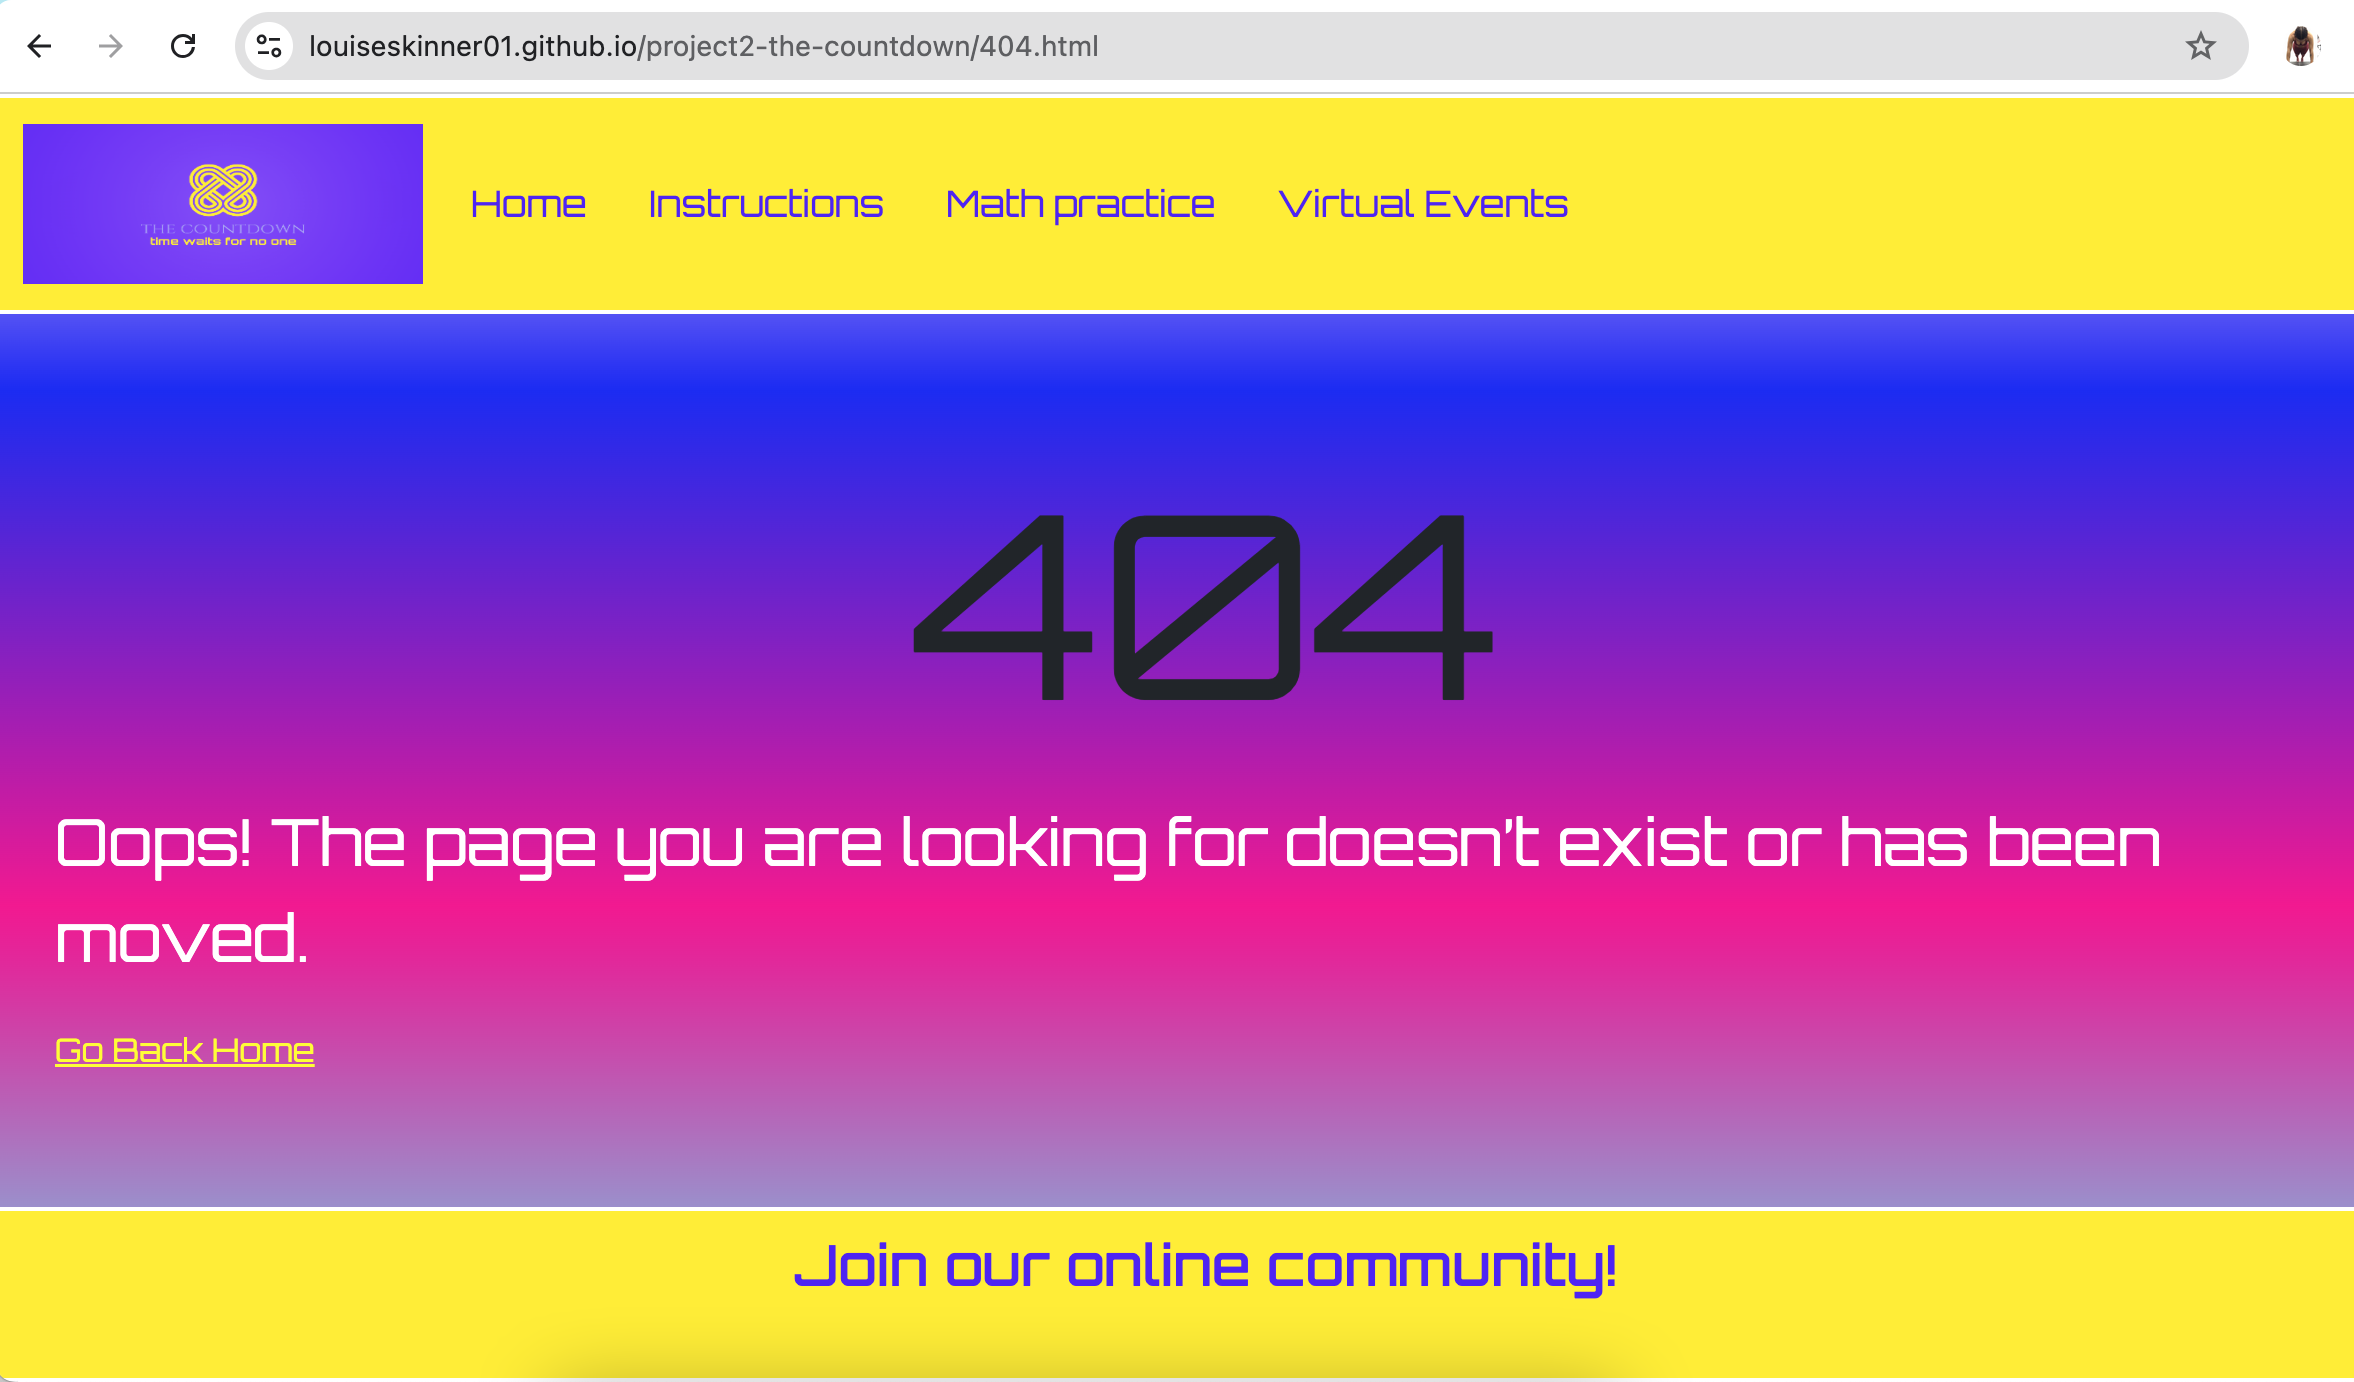 louiseskinner01.github.io/project2-the-countdown/404.html
THE COUNTDOWN
time waits for no one
Home Instructions Math practice Virtual Events
404
Oops! The page you are looking for doesn't exist or has been
moved.
Go Back Home
Join our online community!